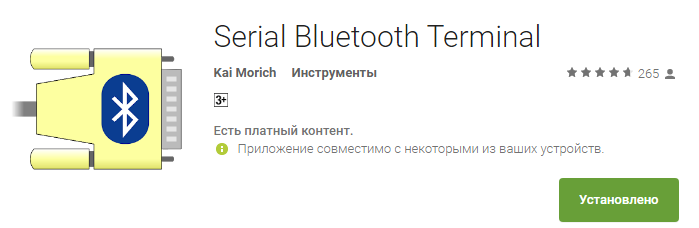 Serial Bluetooth Terminal
Kai Morich Инструменты
265
3+
Есть платный контент.
Приложение совместимо с некоторыми из ваших устройств.
Установлено